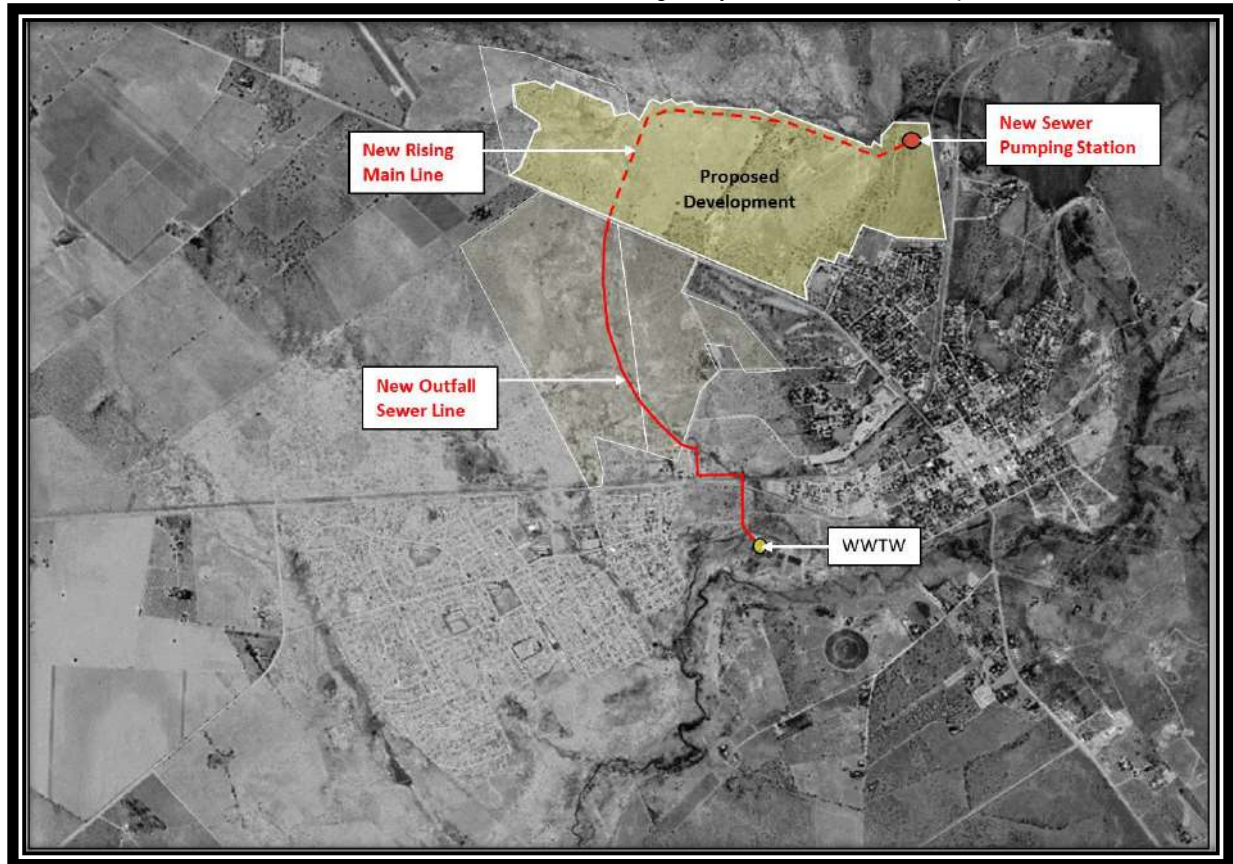 New Sewer
Pumping Station
New Rising
Main Line
Proposed
Development
New Outfall
Sewer Line
WWTW